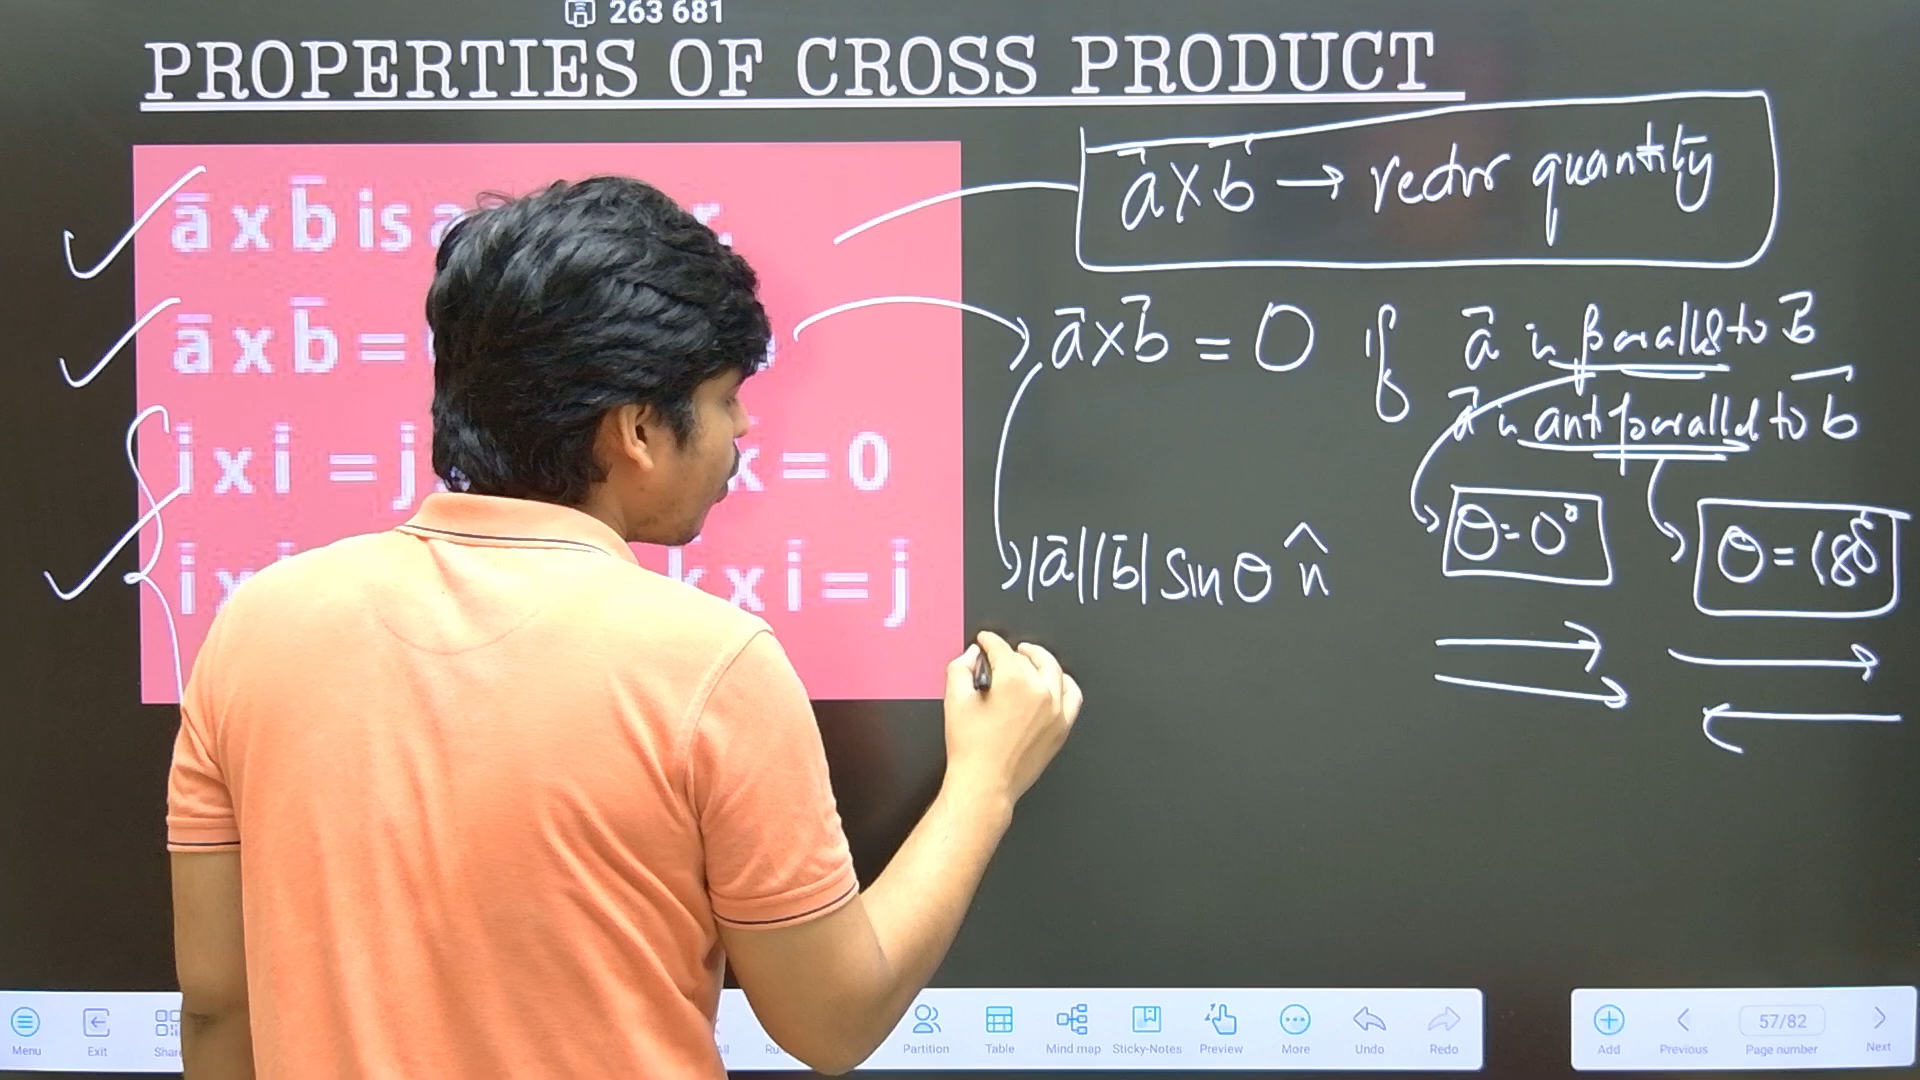 263 681
PROPERTIES OF CROSS PRODUCT
a̅ x b̅ is a
a̅ x b̅ =
i x i = j
x = 0
i x
k x i = j
a⃗ × b⃗ → vector quantity
a⃗ × b⃗ = 0 if a⃗ is parallel to b⃗
a⃗ is antiparallel to b⃗
θ = 0° θ = 180°
|a⃗||b⃗| sin θ n̂
Menu Exit Share Partition Table Mind map Sticky-Notes Preview More Undo Redo Add Previous 57/82 Page number Next